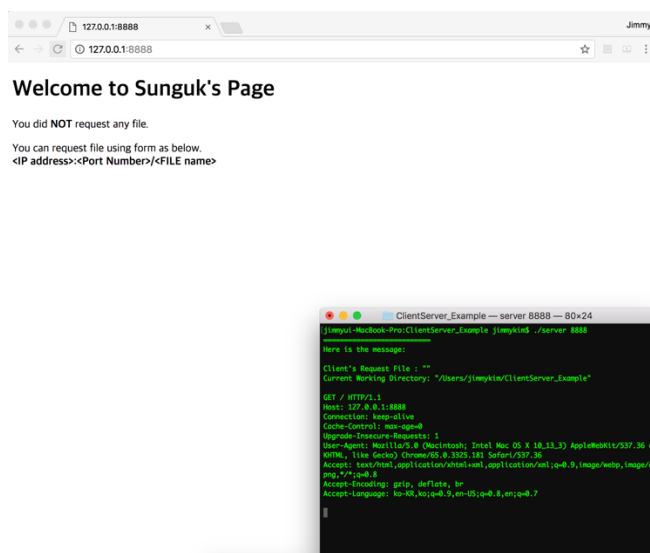 127.0.0.1:8888
Jimmy
127.0.0.1:8888
Welcome to Sunguk's Page
You did NOT request any file.
You can request file using form as below.
<IP address>:<Port Number>/<FILE name>
ClientServer_Example — server 8888 — 80×24
[jimmyui-MacBook-Pro:ClientServer_Example jimmykim$ ./server 8888
==========================
Here is the message:
Client's Request File : ""
Current Working Directory: "/Users/jimmykim/ClientServer_Example"
GET / HTTP/1.1
Host: 127.0.0.1:8888
Connection: keep-alive
Cache-Control: max-age=0
Upgrade-Insecure-Requests: 1
User-Agent: Mozilla/5.0 (Macintosh; Intel Mac OS X 10_13_3) AppleWebKit/537.36 (
KHTML, like Gecko) Chrome/65.0.3325.181 Safari/537.36
Accept: text/html,application/xhtml+xml,application/xml;q=0.9,image/webp,image/
png,*/*;q=0.8
Accept-Encoding: gzip, deflate, br
Accept-Language: ko-KR,ko;q=0.9,en-US;q=0.8,en;q=0.7